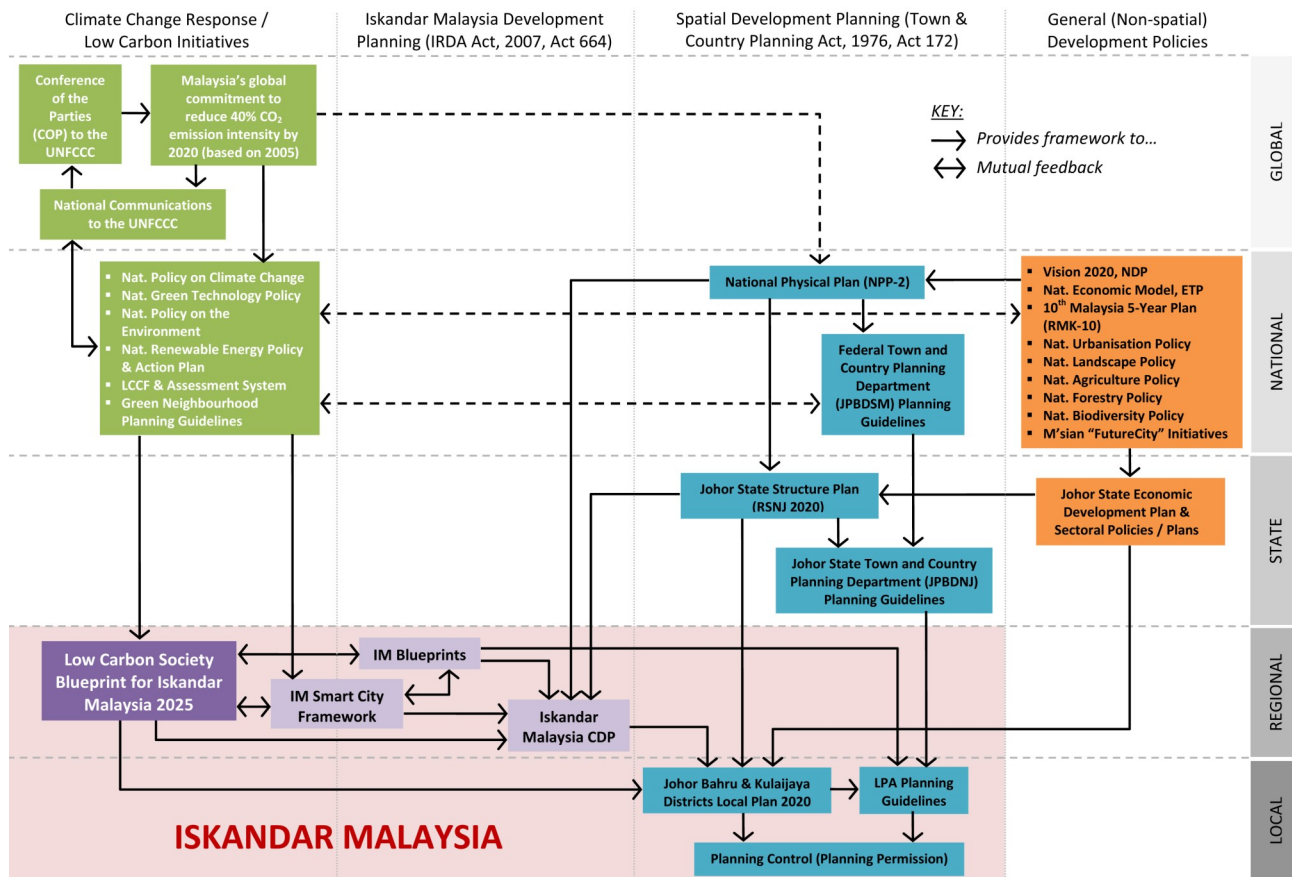 Climate Change Response /
Low Carbon Initiatives
Iskandar Malaysia Development
Planning (IRDA Act, 2007, Act 664)
Spatial Development Planning (Town &
Country Planning Act, 1976, Act 172)
General (Non-spatial)
Development Policies
Conference
of the
Parties
(COP) to the
UNFCCC
Malaysia's global
commitment to
reduce 40% CO₂
emission intensity by
2020 (based on 2005)
National Communications
to the UNFCCC
KEY:
Provides framework to...
Mutual feedback
GLOBAL
▪ Nat. Policy on Climate Change
▪ Nat. Green Technology Policy
▪ Nat. Policy on the
Environment
▪ Nat. Renewable Energy Policy
& Action Plan
▪ LCCF & Assessment System
▪ Green Neighbourhood
Planning Guidelines
National Physical Plan (NPP-2)
Federal Town and
Country Planning
Department
(JPBDSM) Planning
Guidelines
▪ Vision 2020, NDP
▪ Nat. Economic Model, ETP
▪ 10th Malaysia 5-Year Plan
(RMK-10)
▪ Nat. Urbanisation Policy
▪ Nat. Landscape Policy
▪ Nat. Agriculture Policy
▪ Nat. Forestry Policy
▪ Nat. Biodiversity Policy
▪ M'sian "FutureCity" Initiatives
NATIONAL
Johor State Structure Plan
(RSNJ 2020)
Johor State Economic
Development Plan &
Sectoral Policies / Plans
Johor State Town and Country
Planning Department (JPBDNJ)
Planning Guidelines
STATE
Low Carbon Society
Blueprint for Iskandar
Malaysia 2025
IM Blueprints
IM Smart City
Framework
Iskandar
Malaysia CDP
REGIONAL
Johor Bahru & Kulaijaya
Districts Local Plan 2020
LPA Planning
Guidelines
ISKANDAR MALAYSIA
Planning Control (Planning Permission)
LOCAL